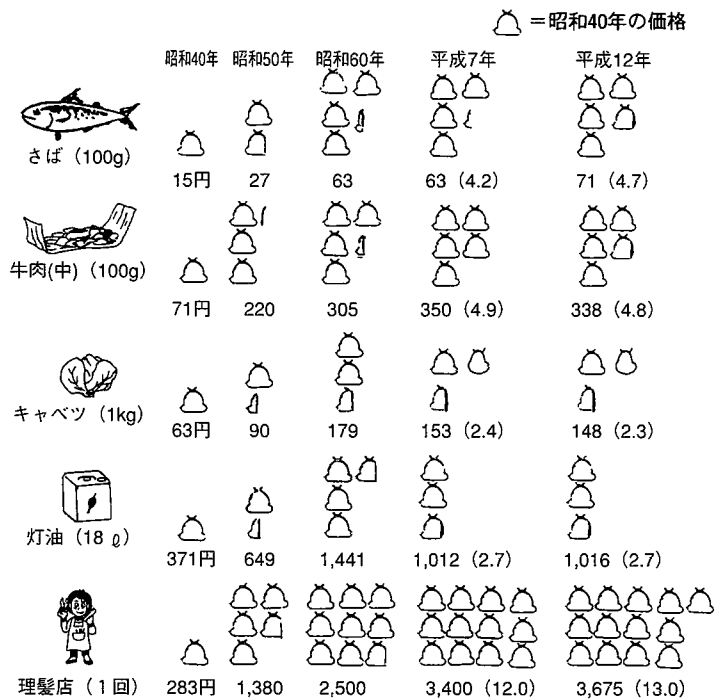 =昭和40年の価格
昭和40年 昭和50年 昭和60年 平成7年 平成12年
さば（100g）
15円 27 63 63（4.2） 71（4.7）
牛肉(中)（100g）
71円 220 305 350（4.9） 338（4.8）
キャベツ（1kg）
63円 90 179 153（2.4） 148（2.3）
灯油（18ℓ）
371円 649 1,441 1,012（2.7） 1,016（2.7）
理髪店（1回） 283円 1,380 2,500 3,400（12.0） 3,675（13.0）